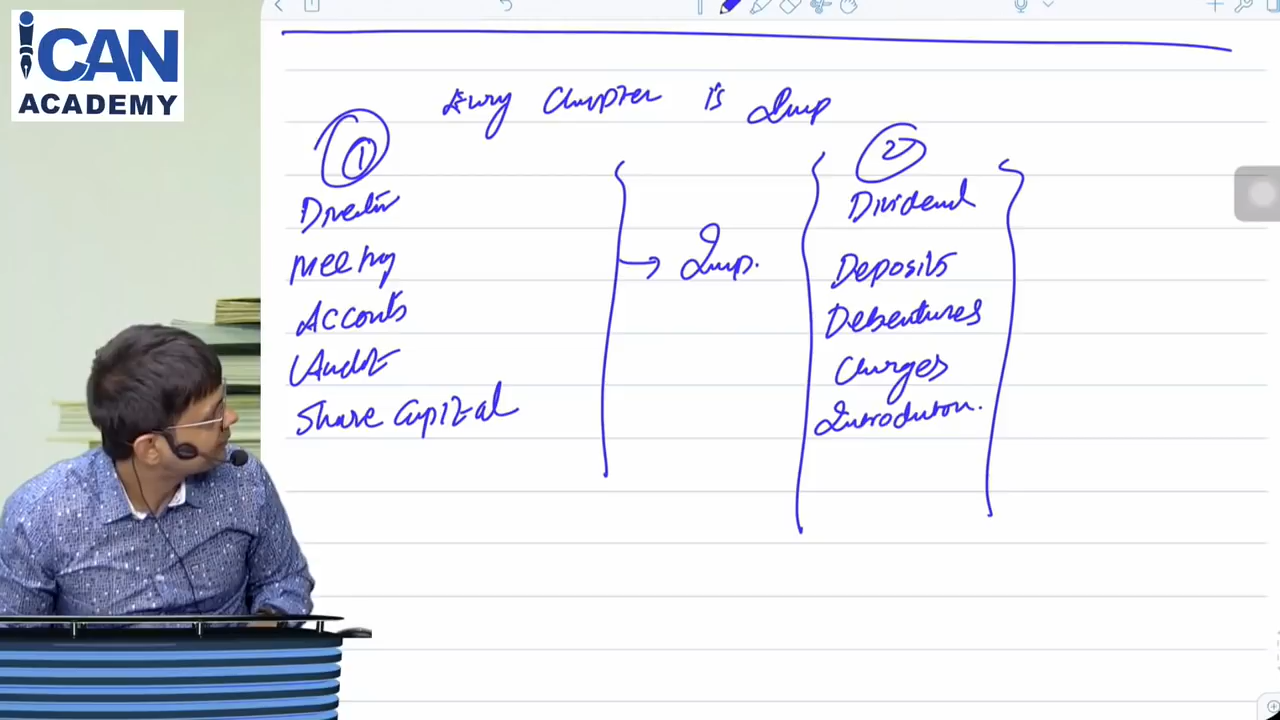 iCAN
ACADEMY
Every Chapter is Imp
①
Director
Meeting
Accounts
Audit
Share Capital
→ Imp.
②
Dividend
Deposits
Debentures
Charges
Introduction.